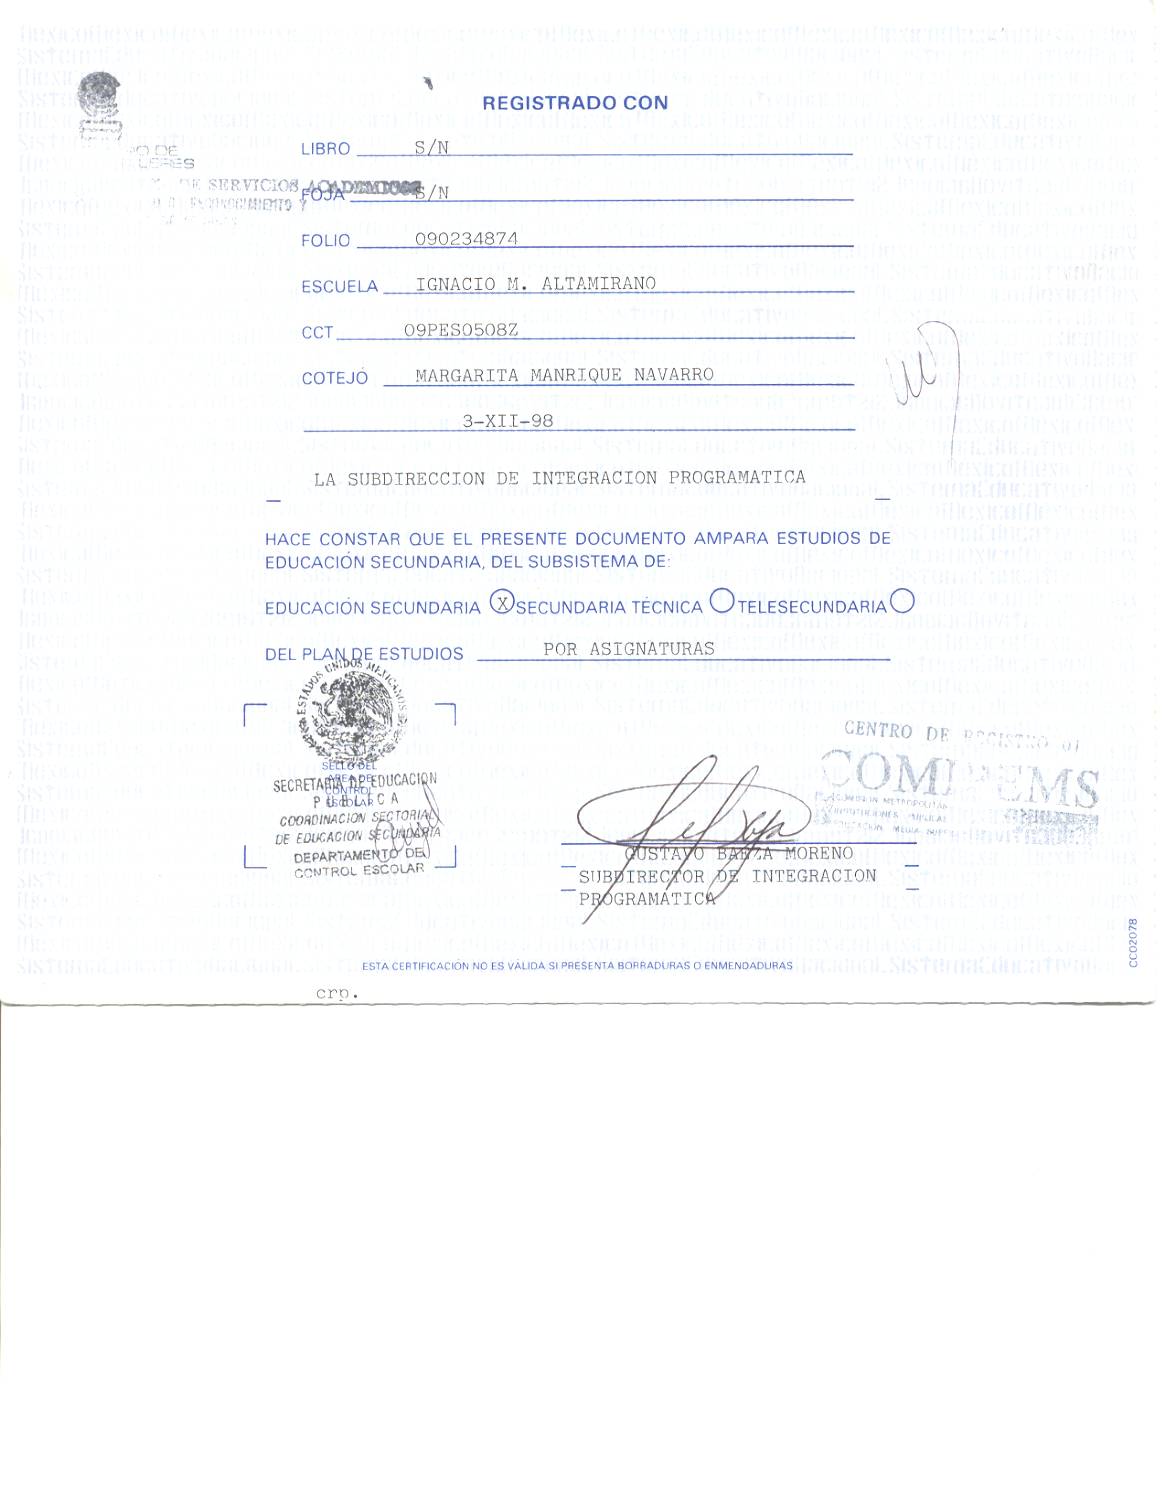 REGISTRADO CON
LIBRO S/N
DE SERVICIOS ACADEMICOS
FOJA S/N
FOLIO 090234874
ESCUELA IGNACIO M. ALTAMIRANO
CCT 09PES0508Z
COTEJÓ MARGARITA MANRIQUE NAVARRO
3-XII-98
LA SUBDIRECCION DE INTEGRACION PROGRAMATICA
HACE CONSTAR QUE EL PRESENTE DOCUMENTO AMPARA ESTUDIOS DE
EDUCACIÓN SECUNDARIA, DEL SUBSISTEMA DE:
EDUCACIÓN SECUNDARIA X SECUNDARIA TÉCNICA TELESECUNDARIA
DEL PLAN DE ESTUDIOS POR ASIGNATURAS
ESTADOS UNIDOS MEXICANOS
SELLO DEL
ÁREA DE
CONTROL
ESCOLAR
SECRETARIA DE EDUCACION
PUBLICA
COORDINACION SECTORIAL
DE EDUCACION SECUNDARIA
DEPARTAMENTO DE
CONTROL ESCOLAR
CENTRO DE REGISTRO 01
GUSTAVO BARZA MORENO
SUBDIRECTOR DE INTEGRACION
PROGRAMATICA
CC02078
ESTA CERTIFICACIÓN NO ES VÁLIDA SI PRESENTA BORRADURAS O ENMENDADURAS
crp.